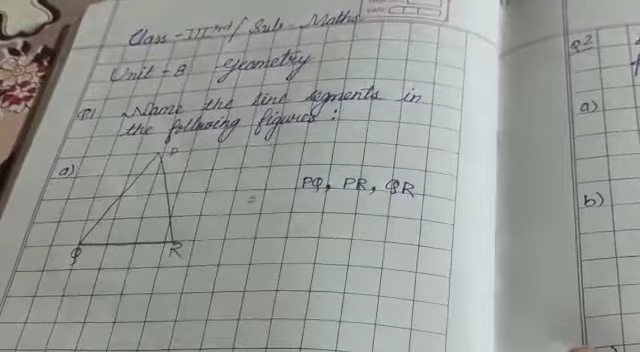 Class - IIIrd / Sub - Maths
Unit - 8 Geometry
Q1 Name the line segments in
the following figures :
a)
P
= PQ, PR, QR
Q R
Q2
a)
b)